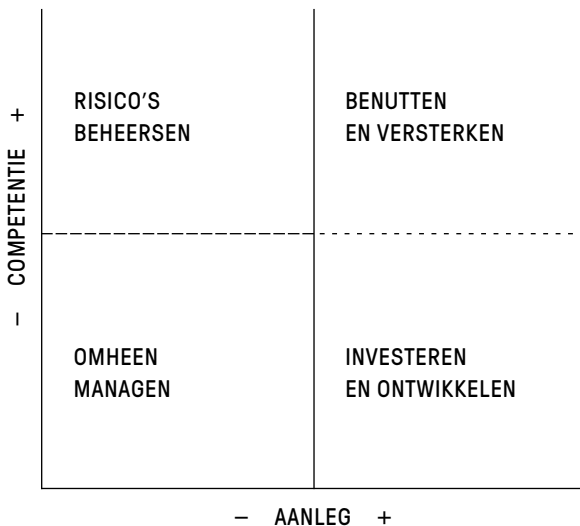 RISICO'S
BEHEERSEN
BENUTTEN
EN VERSTERKEN
– COMPETENTIE +
OMHEEN
MANAGEN
INVESTEREN
EN ONTWIKKELEN
– AANLEG +